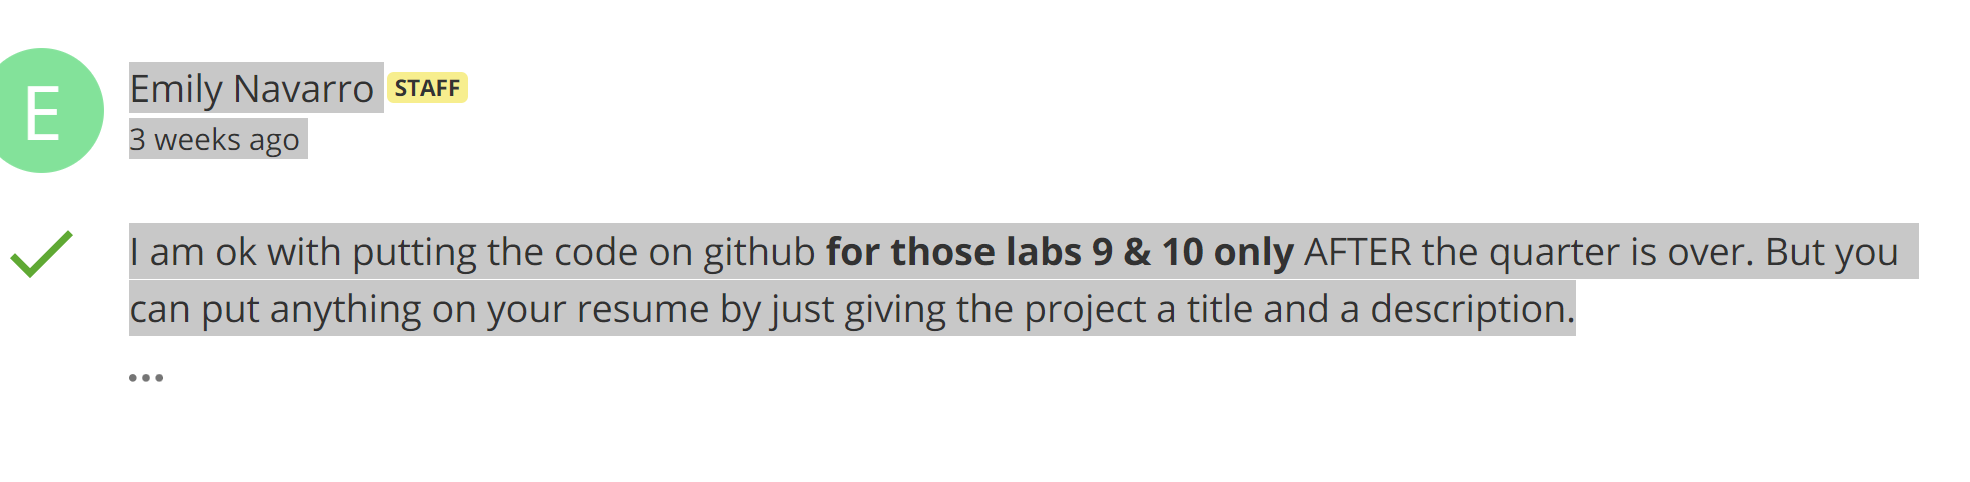 E
Emily Navarro STAFF
3 weeks ago
I am ok with putting the code on github for those labs 9 & 10 only AFTER the quarter is over. But you
can put anything on your resume by just giving the project a title and a description.